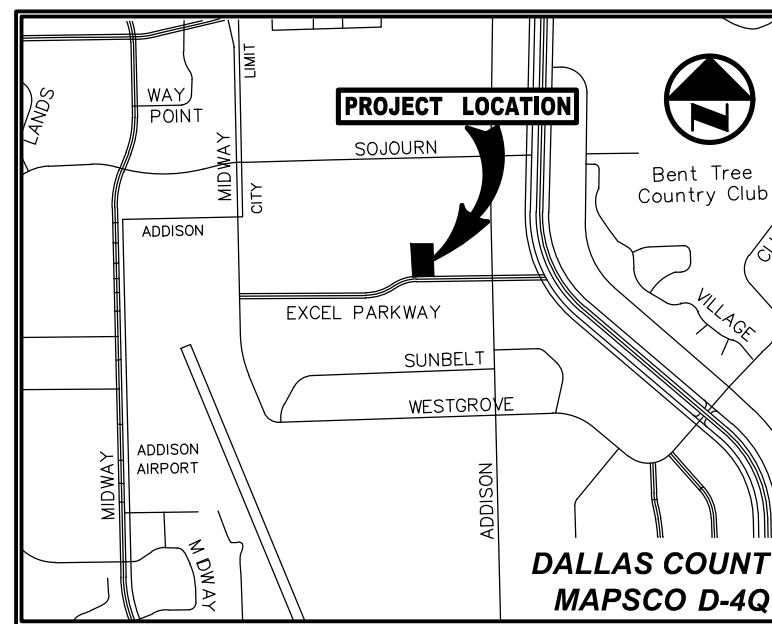 LANDS
WAY
POINT
LIMIT
MIDWAY
CITY
PROJECT LOCATION
SOJOURN
Bent Tree
Country Club
ADDISON
EXCEL PARKWAY
VILLAGE
SUNBELT
WESTGROVE
ADDISON
AIRPORT
MIDWAY
ADDISON
MIDWAY
DALLAS COUNT
MAPSCO D-4Q